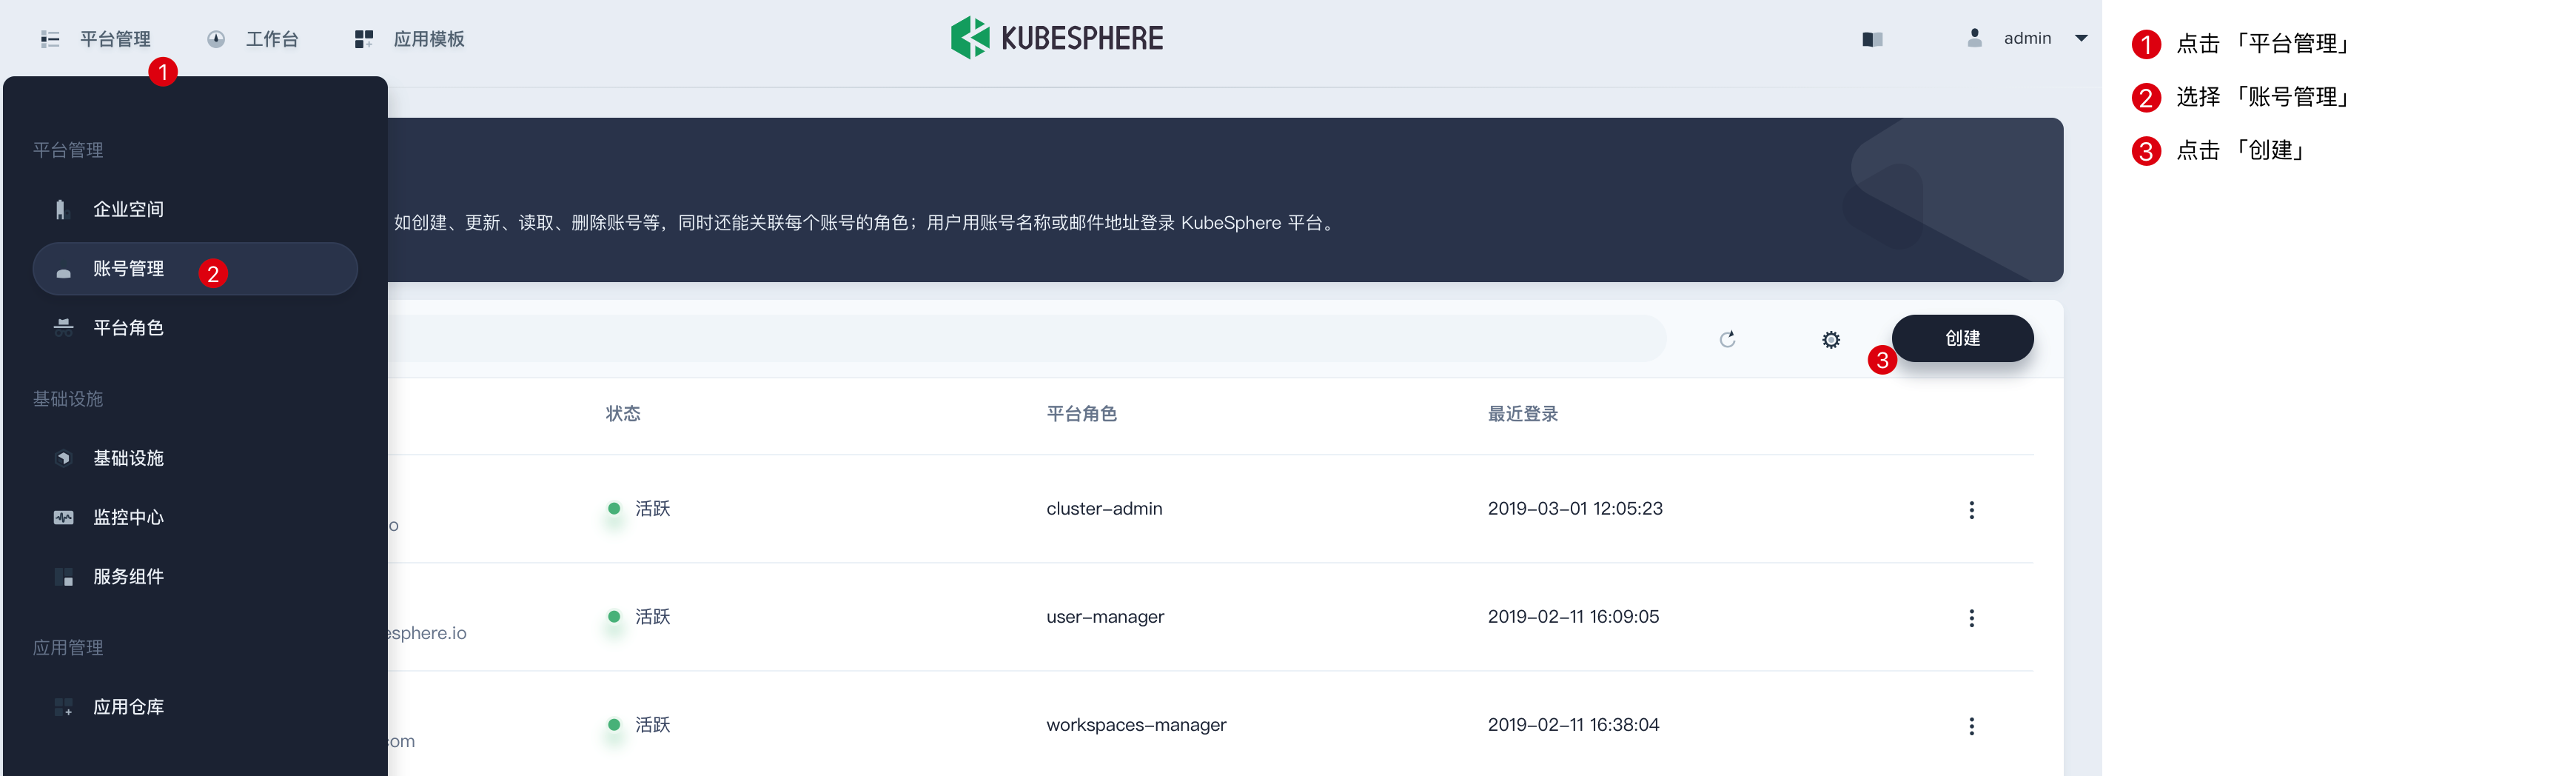 平台管理
工作台
应用模板
KUBESPHERE
admin
1
平台管理
企业空间
账号管理
2
平台角色
基础设施
基础设施
监控中心
服务组件
应用管理
应用仓库
如创建、更新、读取、删除账号等，同时还能关联每个账号的角色；用户用账号名称或邮件地址登录 KubeSphere 平台。
创建
3
状态 平台角色 最近登录
o 活跃 cluster-admin 2019-03-01 12:05:23
esphere.io 活跃 user-manager 2019-02-11 16:09:05
com 活跃 workspaces-manager 2019-02-11 16:38:04
1 点击 「平台管理」
2 选择 「账号管理」
3 点击 「创建」